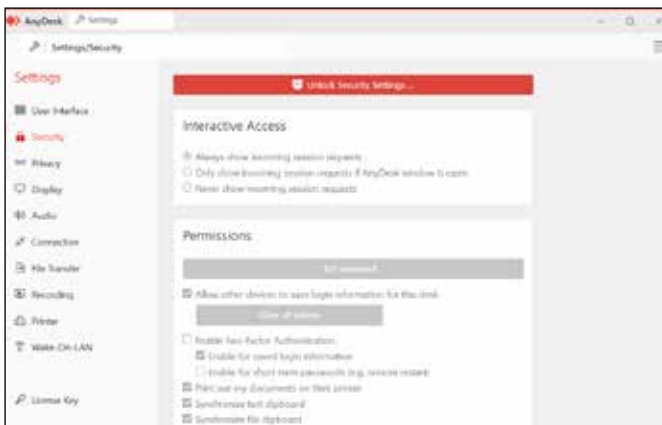 AnyDesk Settings
Settings/Security
Settings
User Interface
Security
Privacy
Display
Audio
Connection
File Transfer
Recording
Printer
Wake-On-LAN
License Key
Unlock Security Settings...
Interactive Access
Always show incoming session requests
Only show incoming session requests if AnyDesk window is open
Never show incoming session requests
Permissions
Allow other devices to save login information for this desk
Clear all tokens
Enable Two-Factor Authentication
Enable for saved login information
Enable for short-term passwords (e.g. remote restart)
Print out my documents on their printer
Synchronize text clipboard
Synchronize file clipboard